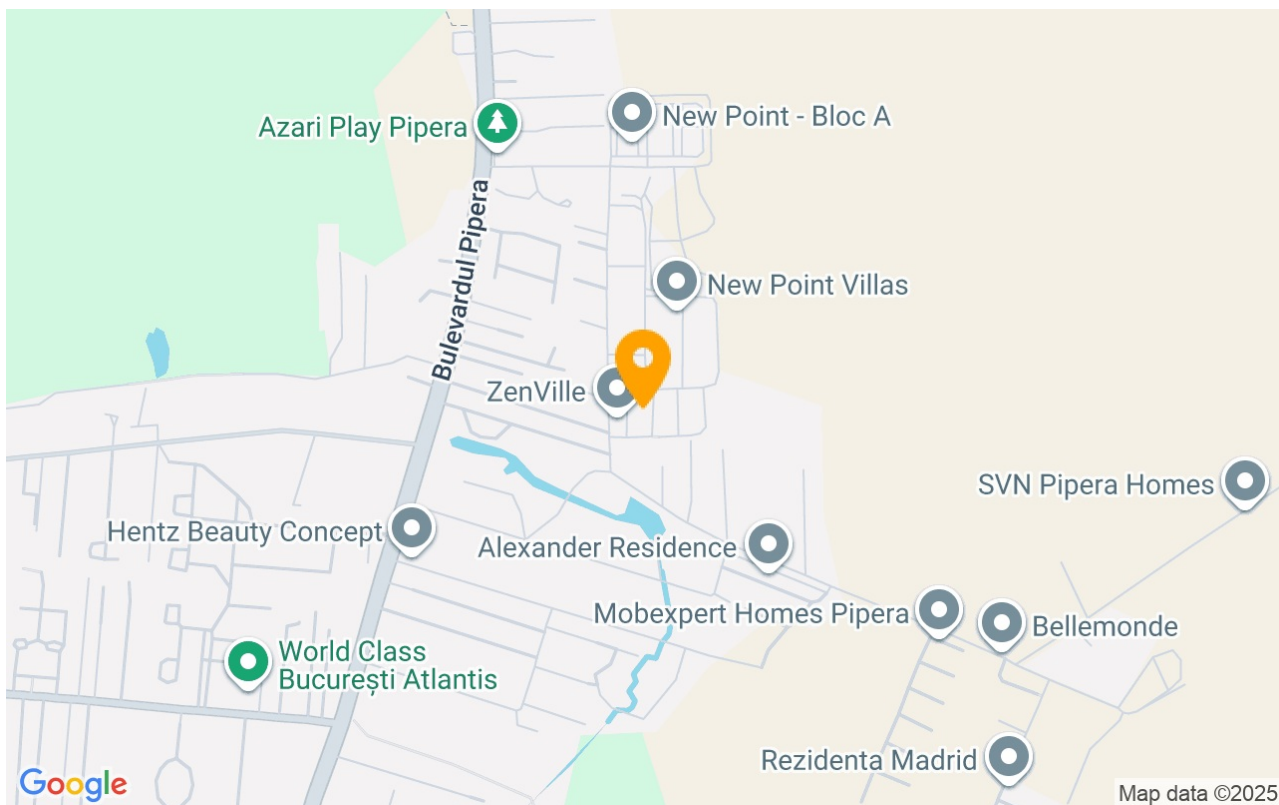 Azari Play Pipera
New Point - Bloc A
Bulevardul Pipera
New Point Villas
ZenVille
SVN Pipera Homes
Hentz Beauty Concept
Alexander Residence
Mobexpert Homes Pipera
Bellemonde
World Class
București Atlantis
Rezidenta Madrid
Google
Map data ©2025